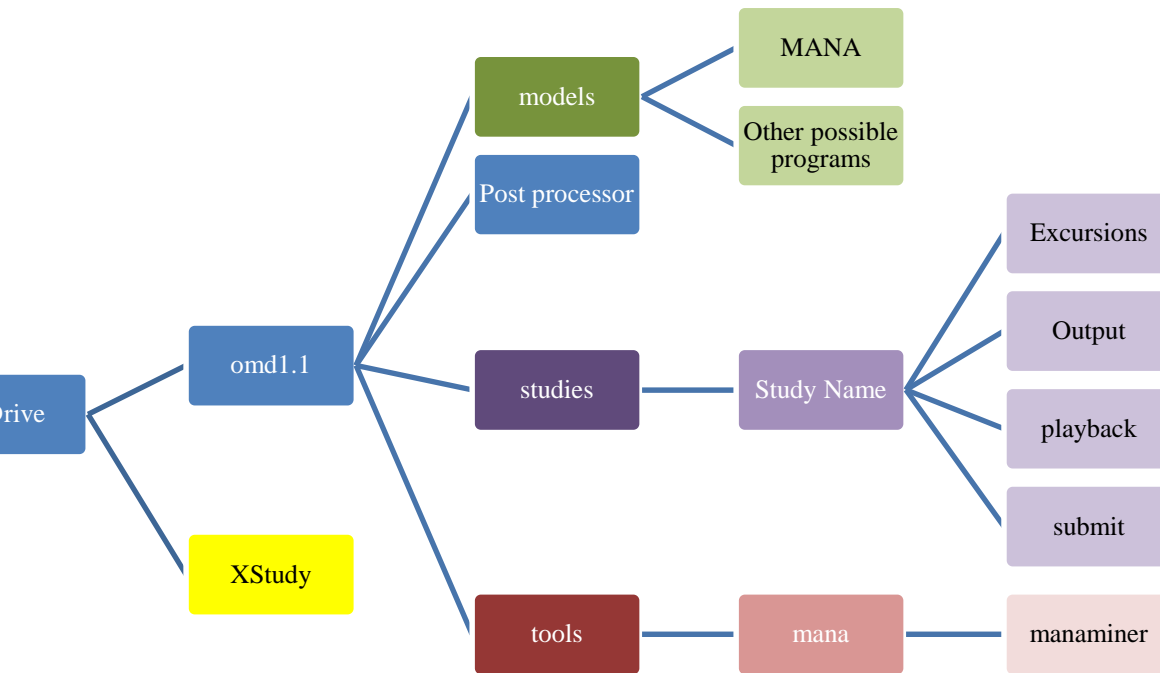 MANA
models
Other possible
programs
Post processor
Excursions
Output
omd1.1
studies
Study Name
playback
submit
XStudy
tools
mana
manaminer